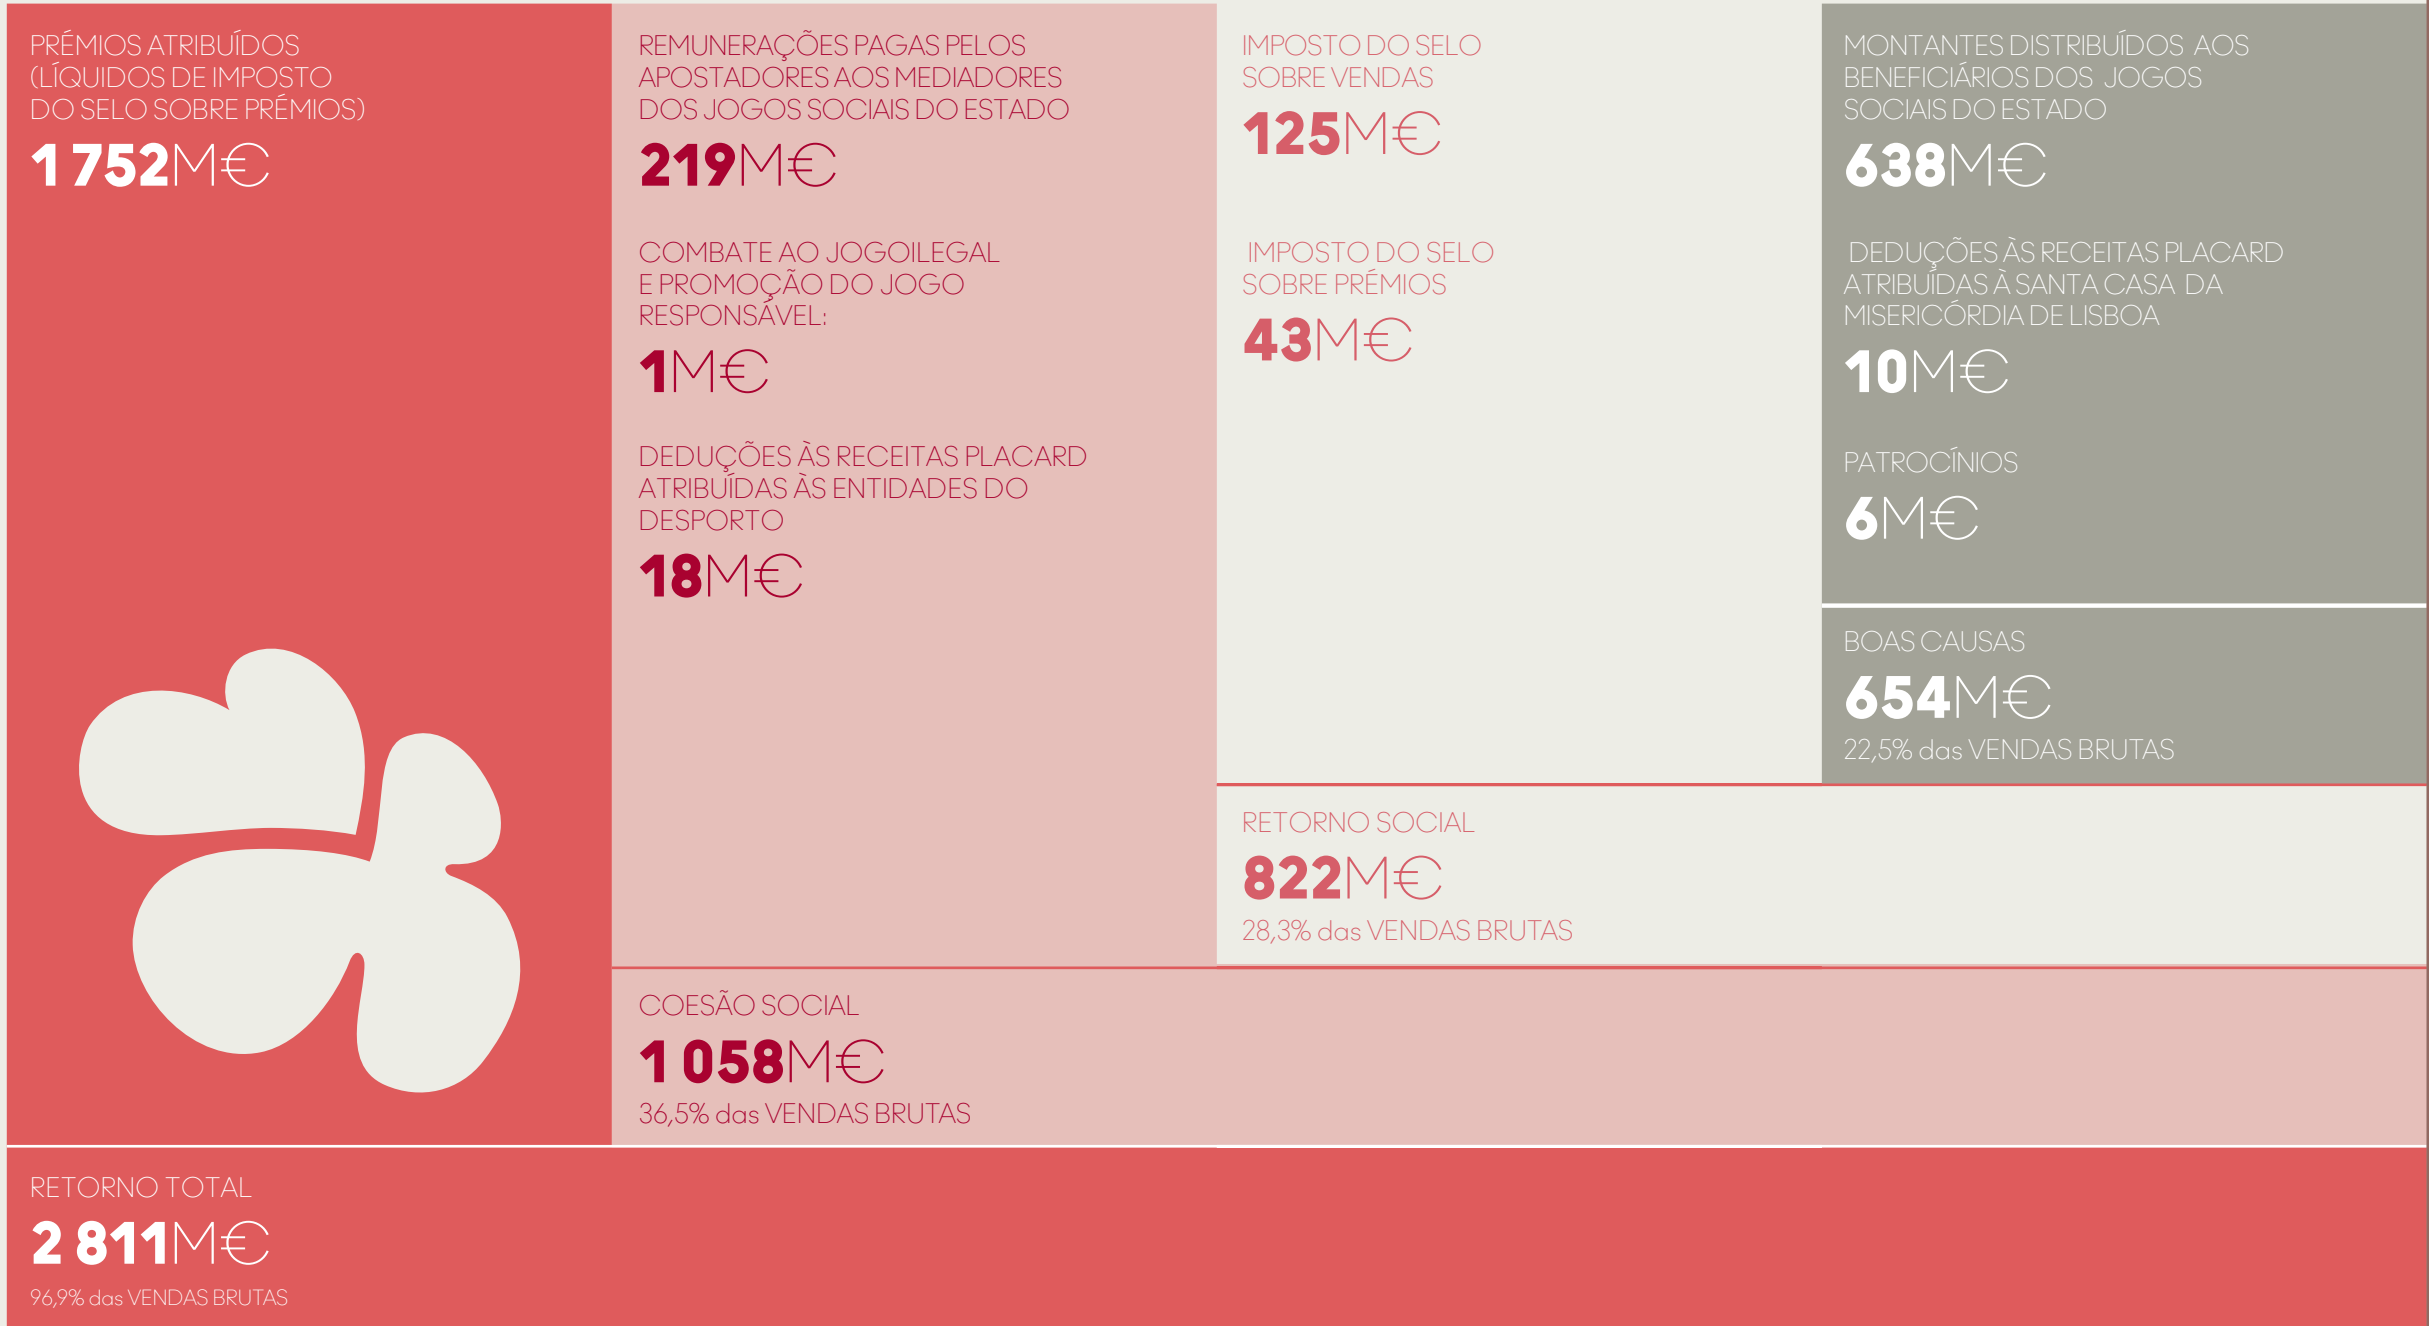 PRÉMIOS ATRIBUÍDOS
(LÍQUIDOS DE IMPOSTO
DO SELO SOBRE PRÉMIOS)
1 752M€
REMUNERAÇÕES PAGAS PELOS
APOSTADORES AOS MEDIADORES
DOS JOGOS SOCIAIS DO ESTADO
219M€
COMBATE AO JOGOILEGAL
E PROMOÇÃO DO JOGO
RESPONSÁVEL:
1M€
DEDUÇÕES ÀS RECEITAS PLACARD
ATRIBUÍDAS ÀS ENTIDADES DO
DESPORTO
18M€
IMPOSTO DO SELO
SOBRE VENDAS
125M€
IMPOSTO DO SELO
SOBRE PRÉMIOS
43M€
MONTANTES DISTRIBUÍDOS AOS
BENEFICIÁRIOS DOS JOGOS
SOCIAIS DO ESTADO
638M€
DEDUÇÕES ÀS RECEITAS PLACARD
ATRIBUÍDAS À SANTA CASA DA
MISERICÓRDIA DE LISBOA
10M€
PATROCÍNIOS
6M€
BOAS CAUSAS
654M€
22,5% das VENDAS BRUTAS
RETORNO SOCIAL
822M€
28,3% das VENDAS BRUTAS
COESÃO SOCIAL
1 058M€
36,5% das VENDAS BRUTAS
RETORNO TOTAL
2 811M€
96,9% das VENDAS BRUTAS